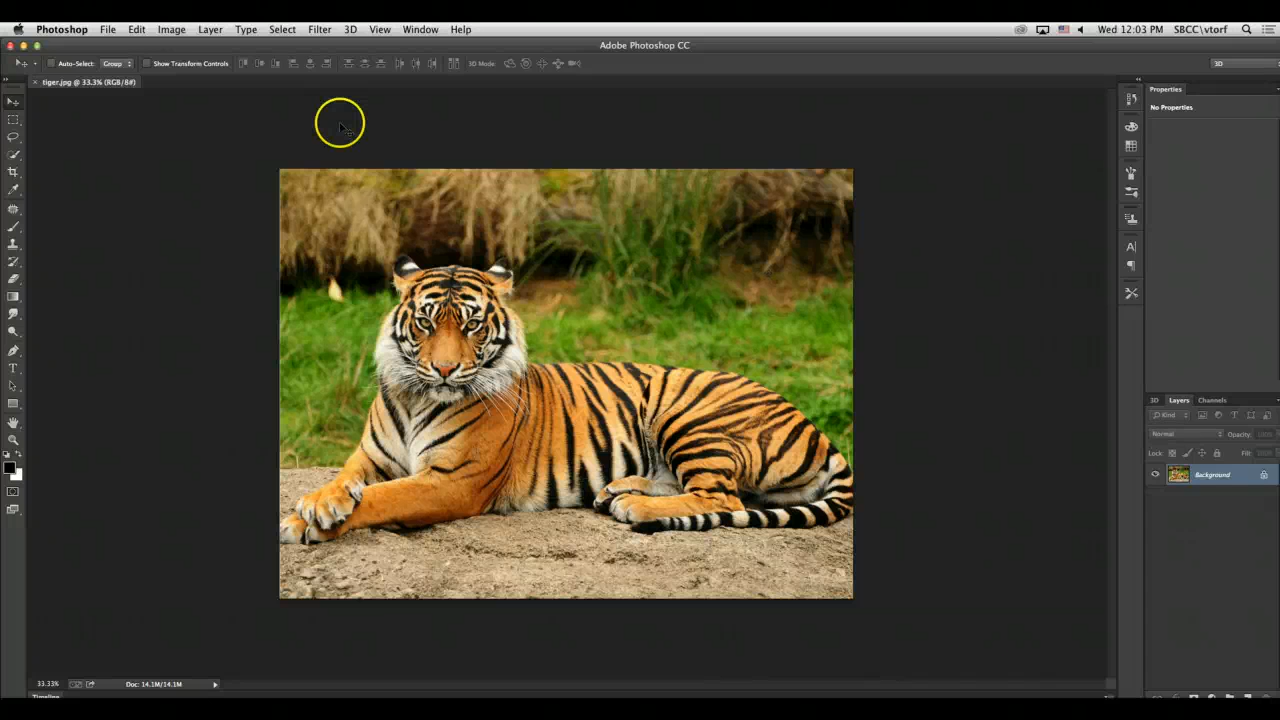 Photoshop File Edit Image Layer Type Select Filter 3D View Window Help Wed 12:03 PM SBCC\vtorf
Adobe Photoshop CC
Auto-Select: Group Show Transform Controls 3D Mode: 3D
× tiger.jpg @ 33.3% (RGB/8#)
Properties
No Properties
3D Layers Channels
Kind
Normal Opacity: 100%
Lock: Fill: 100%
Background
33.33% Doc: 14.1M/14.1M
Timeline